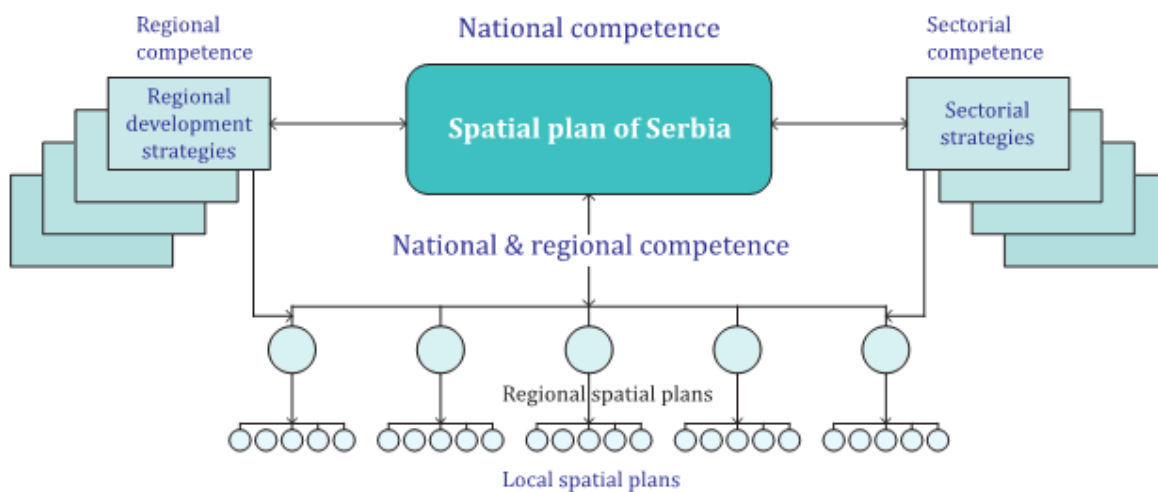 Regional
competence
National competence
Sectorial
competence
Regional
development
strategies
Spatial plan of Serbia
Sectorial
strategies
National & regional competence
Regional spatial plans
Local spatial plans